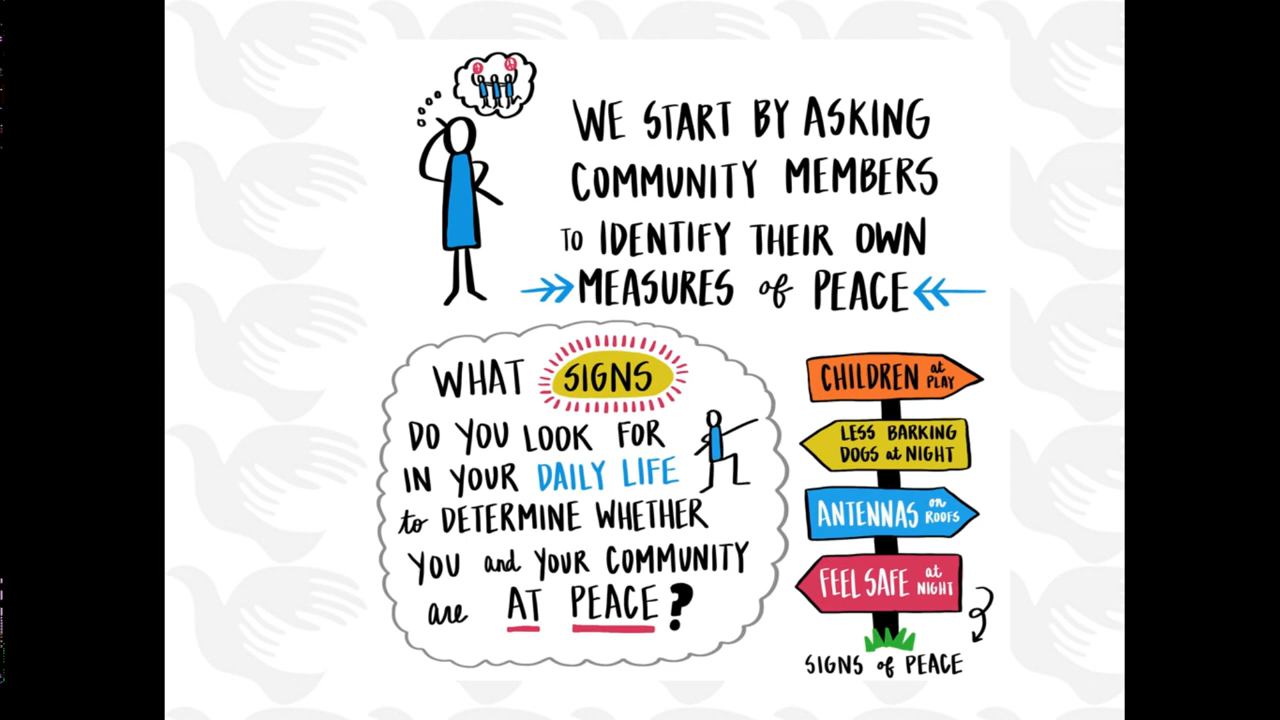 WE START BY ASKING
COMMUNITY MEMBERS
TO IDENTIFY THEIR OWN
MEASURES of PEACE
WHAT SIGNS
DO YOU LOOK FOR
IN YOUR DAILY LIFE
to DETERMINE WHETHER
YOU and YOUR COMMUNITY
are AT PEACE?
CHILDREN at PLAY
LESS BARKING
DOGS at NIGHT
ANTENNAS on ROOFS
FEEL SAFE at NIGHT
SIGNS of PEACE